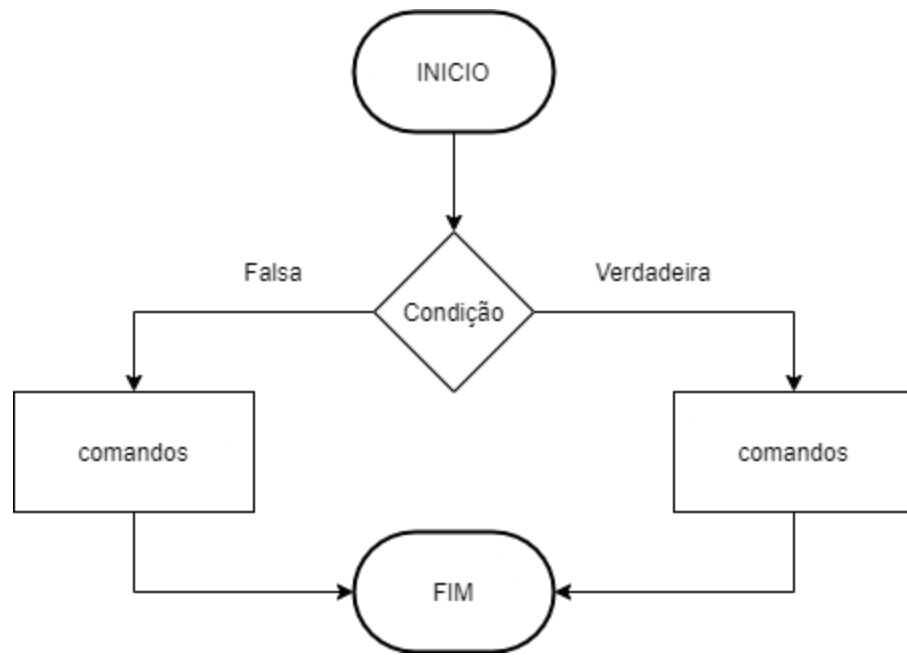 INICIO
Falsa
Verdadeira
Condição
comandos
comandos
FIM